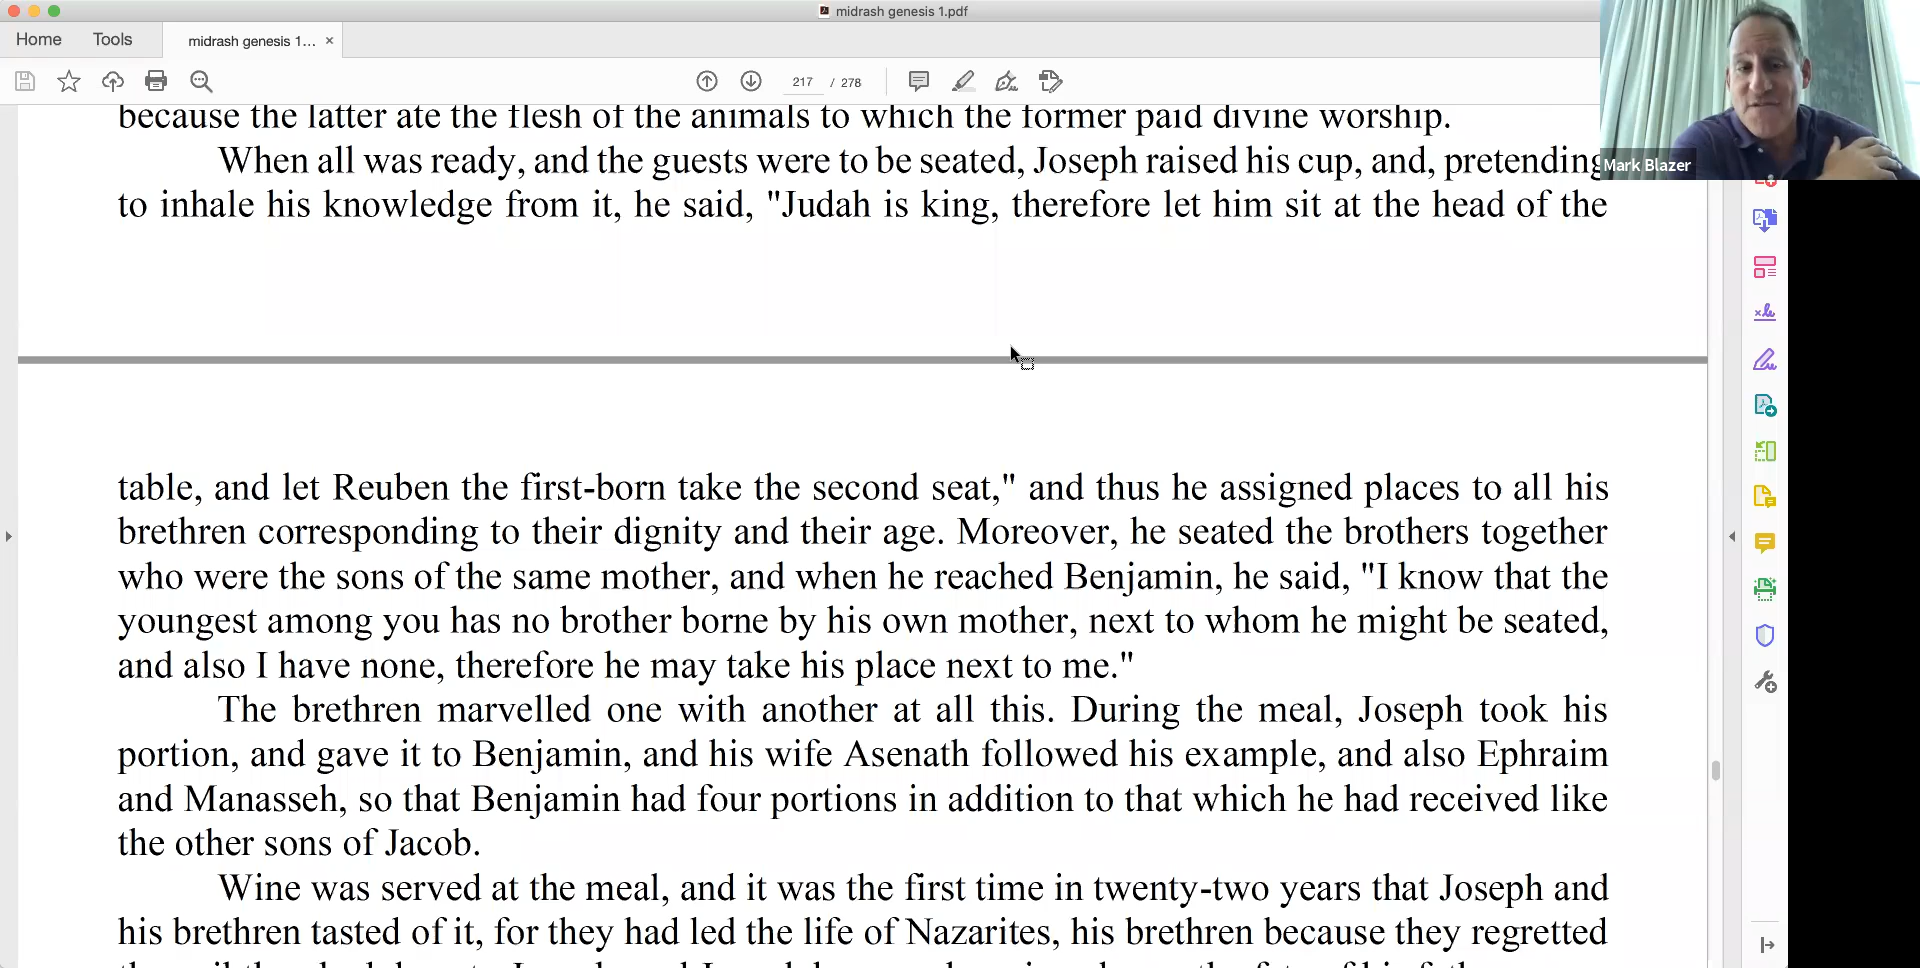 midrash genesis 1.pdf
Home Tools midrash genesis 1... ×
217 / 278
Mark Blazer
because the latter ate the flesh of the animals to which the former paid divine worship.
When all was ready, and the guests were to be seated, Joseph raised his cup, and, pretending
to inhale his knowledge from it, he said, "Judah is king, therefore let him sit at the head of the
table, and let Reuben the first-born take the second seat," and thus he assigned places to all his
brethren corresponding to their dignity and their age. Moreover, he seated the brothers together
who were the sons of the same mother, and when he reached Benjamin, he said, "I know that the
youngest among you has no brother borne by his own mother, next to whom he might be seated,
and also I have none, therefore he may take his place next to me."
The brethren marvelled one with another at all this. During the meal, Joseph took his
portion, and gave it to Benjamin, and his wife Asenath followed his example, and also Ephraim
and Manasseh, so that Benjamin had four portions in addition to that which he had received like
the other sons of Jacob.
Wine was served at the meal, and it was the first time in twenty-two years that Joseph and
his brethren tasted of it, for they had led the life of Nazarites, his brethren because they regretted